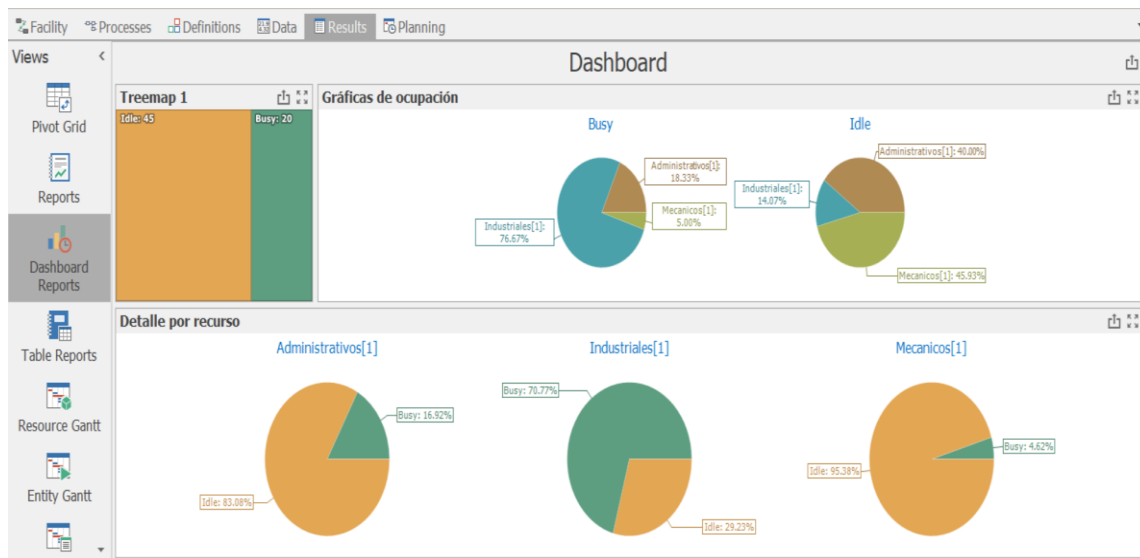 Facility Processes Definitions Data Results Planning
Views
Dashboard
Pivot Grid
Reports
Dashboard
Reports
Table Reports
Resource Gantt
Entity Gantt
Treemap 1
Idle: 45 Busy: 20
Gráficas de ocupación
Busy
Administrativos[1]:
18.33%
Mecanicos[1]:
5.00%
Industriales[1]:
76.67%
Idle
Administrativos[1]: 40.00%
Industriales[1]:
14.07%
Mecanicos[1]: 45.93%
Detalle por recurso
Administrativos[1]
Busy: 16.92%
Idle: 83.08%
Industriales[1]
Busy: 70.77%
Idle: 29.23%
Mecanicos[1]
Busy: 4.62%
Idle: 95.38%